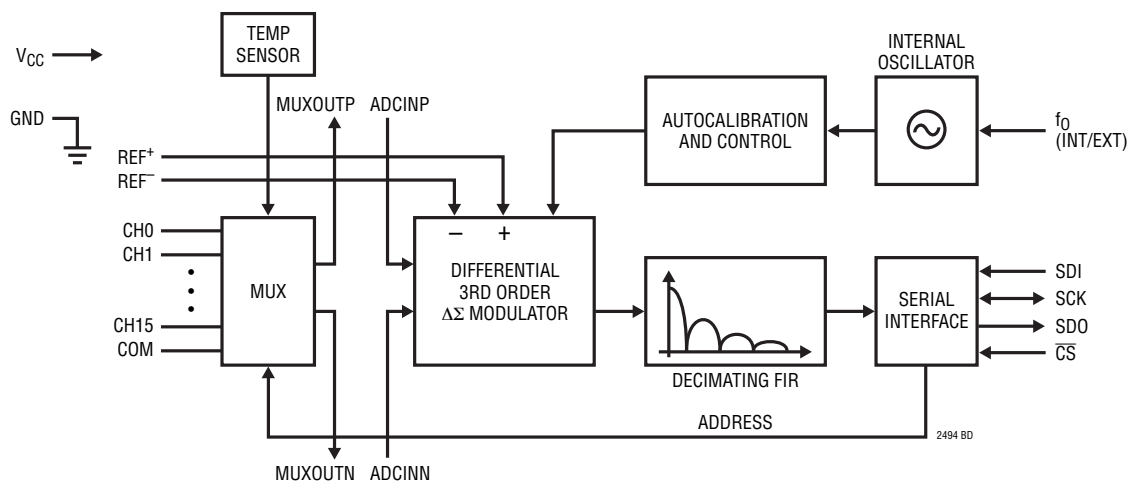 TEMP
SENSOR
INTERNAL
OSCILLATOR
VCC
MUXOUTP
ADCINP
GND
AUTOCALIBRATION
AND CONTROL
fO
(INT/EXT)
REF+
REF–
CH0
CH1
CH15
COM
MUX
– +
DIFFERENTIAL
3RD ORDER
ΔΣ MODULATOR
DECIMATING FIR
SERIAL
INTERFACE
SDI
SCK
SDO
C̅S̅
ADDRESS
2494 BD
MUXOUTN
ADCINN